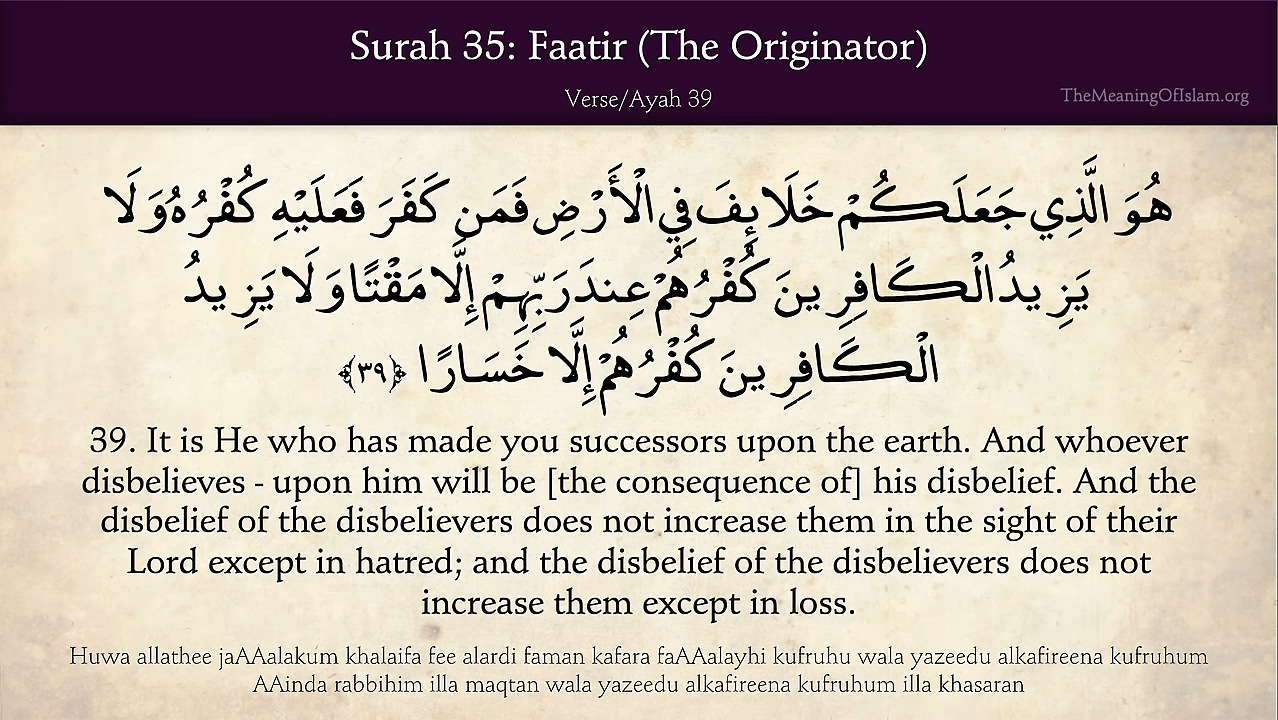 Surah 35: Faatir (The Originator)
Verse/Ayah 39
TheMeaningOfIslam.org
هُوَ الَّذِي جَعَلَكُمْ خَلَايِفَ فِي الْأَرْضِ فَمَن كَفَرَ فَعَلَيْهِ كُفْرُهُ وَلَا
يَزِيدُ الْكَافِرِينَ كُفْرُهُمْ عِندَ رَبِّهِمْ إِلَّا مَقْتًا وَلَا يَزِيدُ
الْكَافِرِينَ كُفْرُهُمْ إِلَّا خَسَارًا ﴿٣٩﴾
39. It is He who has made you successors upon the earth. And whoever
disbelieves - upon him will be [the consequence of] his disbelief. And the
disbelief of the disbelievers does not increase them in the sight of their
Lord except in hatred; and the disbelief of the disbelievers does not
increase them except in loss.
Huwa allathee jaAAalakum khalaifa fee alardi faman kafara faAAalayhi kufruhu wala yazeedu alkafireena kufruhum
AAinda rabbihim illa maqtan wala yazeedu alkafireena kufruhum illa khasaran